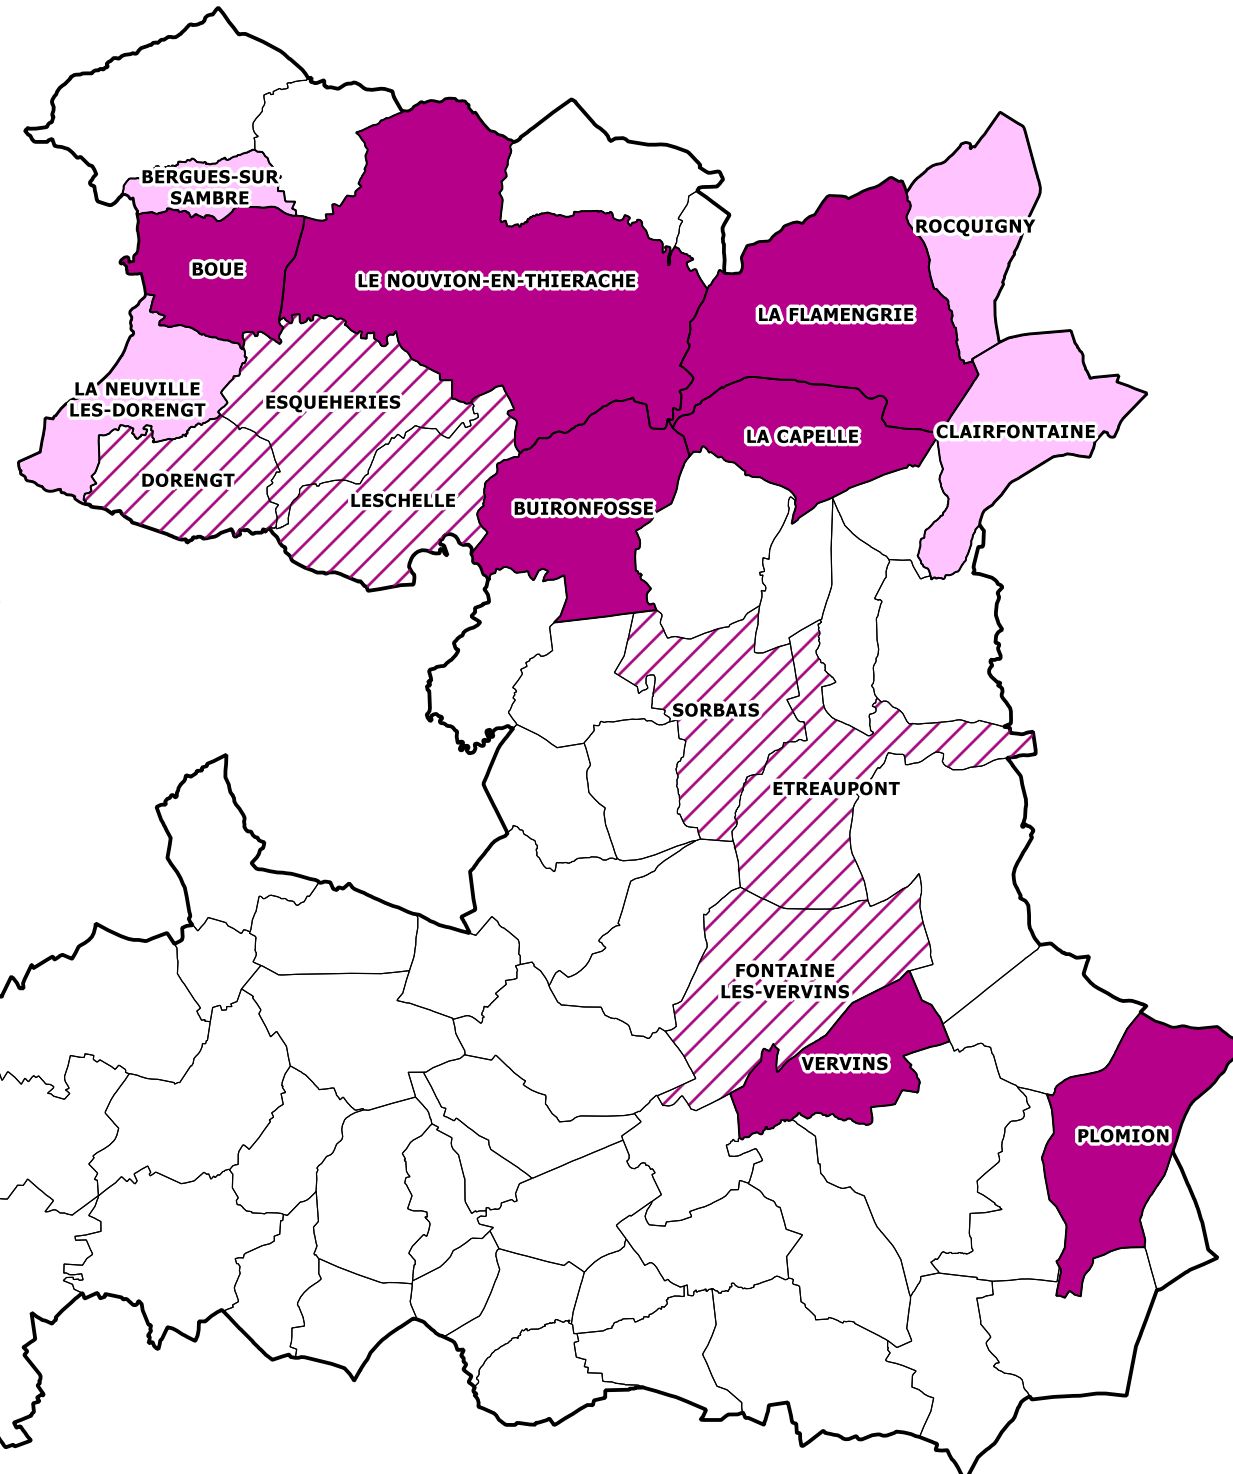 BERGUES-SUR-
SAMBRE
ROCQUIGNY
BOUE
LE NOUVION-EN-THIERACHE
LA FLAMENGRIE
LA NEUVILLE
LES-DORENGT
ESQUEHERIES
LA CAPELLE
CLAIRFONTAINE
DORENGT
LESCHELLE
BUIRONFOSSE
SORBAIS
ETREAUPONT
FONTAINE
LES-VERVINS
VERVINS
PLOMION